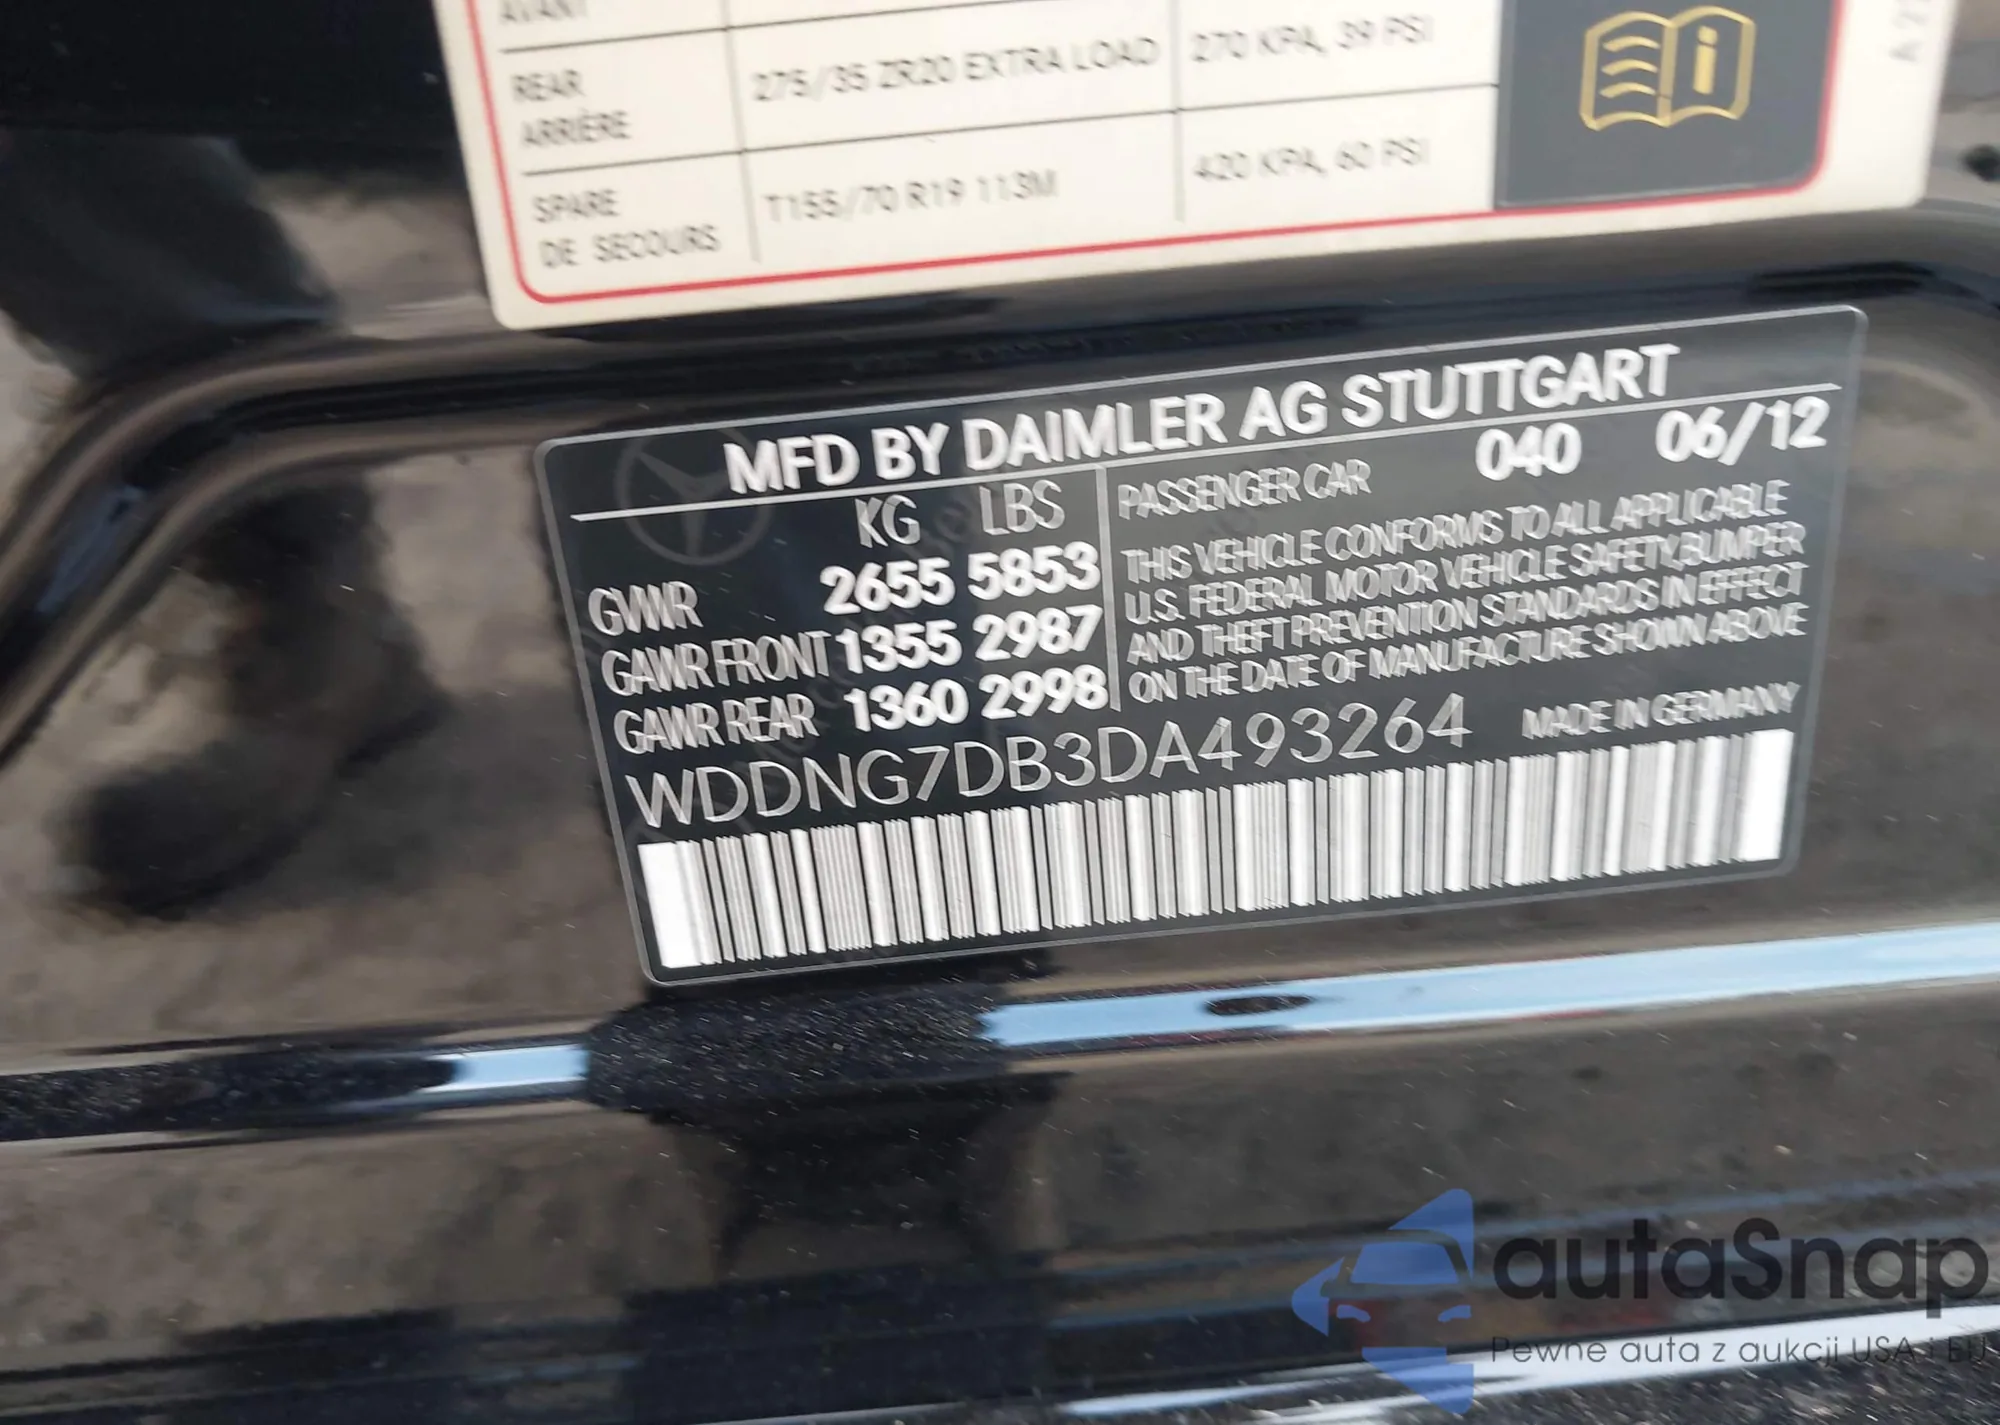 AVANT
REAR
ARRIÈRE
275/35 ZR20 EXTRA LOAD
270 KPA, 39 PSI
SPARE
DE SECOURS
T155/70 R19 113M
420 KPA, 60 PSI
MFD BY DAIMLER AG STUTTGART
KG LBS
GVWR 2655 5853
GAWR FRONT 1355 2987
GAWR REAR 1360 2998
PASSENGER CAR 040 06/12
THIS VEHICLE CONFORMS TO ALL APPLICABLE
U.S. FEDERAL MOTOR VEHICLE SAFETY,BUMPER
AND THEFT PREVENTION STANDARDS IN EFFECT
ON THE DATE OF MANUFACTURE SHOWN ABOVE
WDDNG7DB3DA493264 MADE IN GERMANY
autaSnap
Pewne auta z aukcji USA i EU